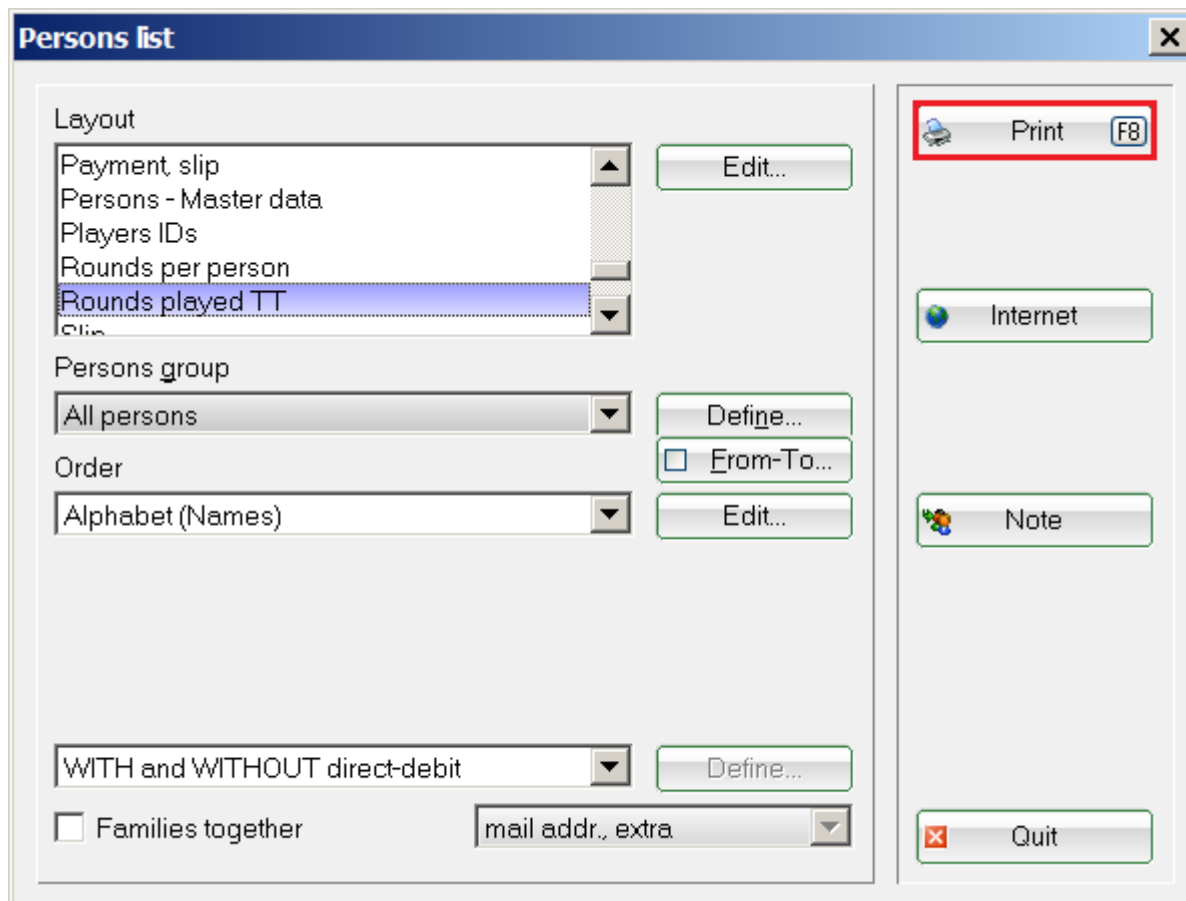 Persons list
Layout
Payment, slip
Persons - Master data
Players IDs
Rounds per person
Rounds played TT
Slip
Edit...
Persons group
All persons
Define...
From-To...
Order
Alphabet (Names)
Edit...
WITH and WITHOUT direct-debit
Define...
Families together
mail addr., extra
Print F8
Internet
Note
Quit